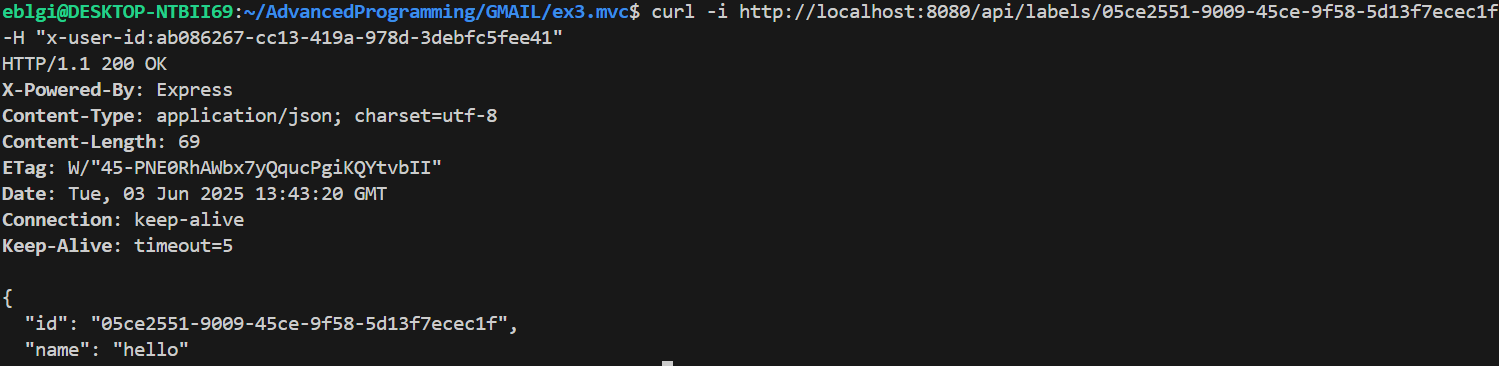 eblgi@DESKTOP-NTBII69:~/AdvancedProgramming/GMAIL/ex3.mvc$ curl -i http://localhost:8080/api/labels/05ce2551-9009-45ce-9f58-5d13f7ecec1f
-H "x-user-id:ab086267-cc13-419a-978d-3debfc5fee41"
HTTP/1.1 200 OK
X-Powered-By: Express
Content-Type: application/json; charset=utf-8
Content-Length: 69
ETag: W/"45-PNE0RhAWbx7yQqucPgiKQYtvbII"
Date: Tue, 03 Jun 2025 13:43:20 GMT
Connection: keep-alive
Keep-Alive: timeout=5

{
  "id": "05ce2551-9009-45ce-9f58-5d13f7ecec1f",
  "name": "hello"